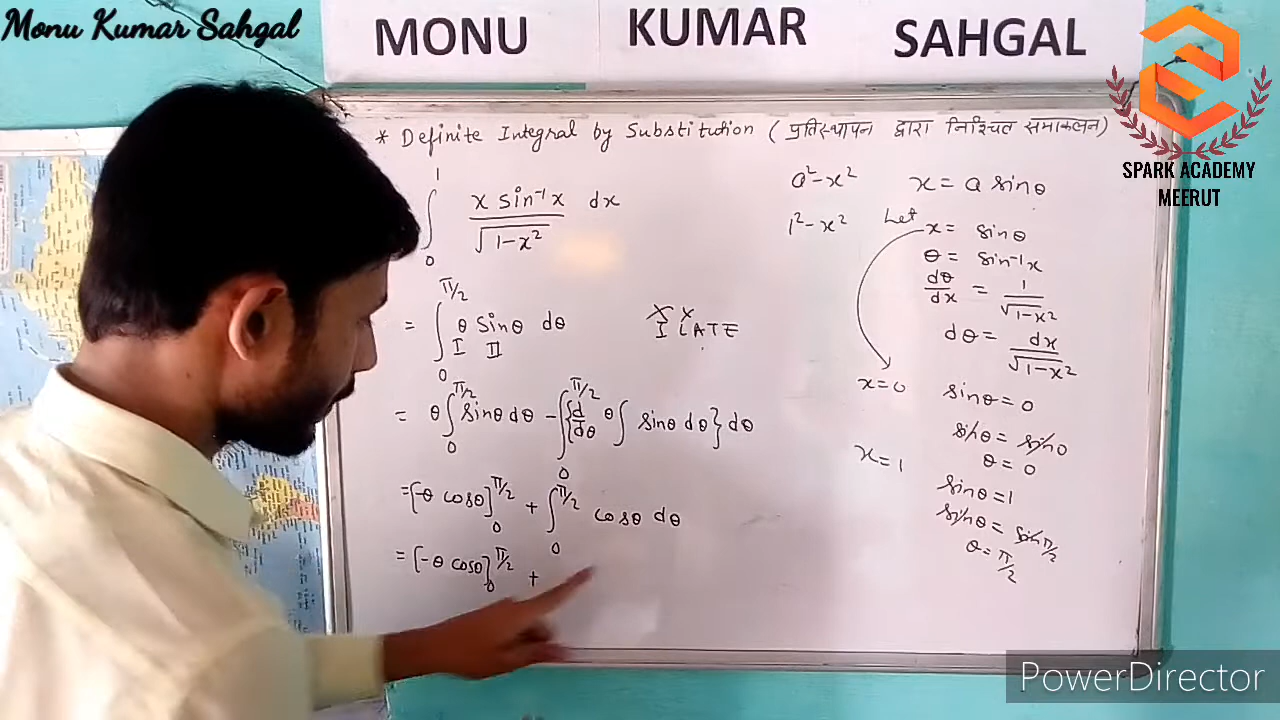 Monu Kumar Sahgal
MONU KUMAR SAHGAL
SPARK ACADEMY
MEERUT
* Definite Integral by Substitution ( प्रतिस्थापन द्वारा निश्चित समाकलन)
∫₀¹ x sin⁻¹x / √(1-x²) dx
= ∫₀^{π/2} θ sinθ dθ
I II
= θ ∫₀^{π/2} sinθ dθ - ∫₀^{π/2} {d/dθ θ ∫ sinθ dθ} dθ
= [-θ cosθ]₀^{π/2} + ∫₀^{π/2} cosθ dθ
= [-θ cosθ]₀^{π/2} +
I L A T E
a²-x² x = a sinθ
1²-x² Let x = sinθ
θ = sin⁻¹x
dθ/dx = 1/√(1-x²)
dθ = dx/√(1-x²)
x=0 sinθ = 0
sinθ = sin0
θ = 0
x=1 sinθ = 1
sinθ = sinπ/2
θ = π/2
PowerDirector